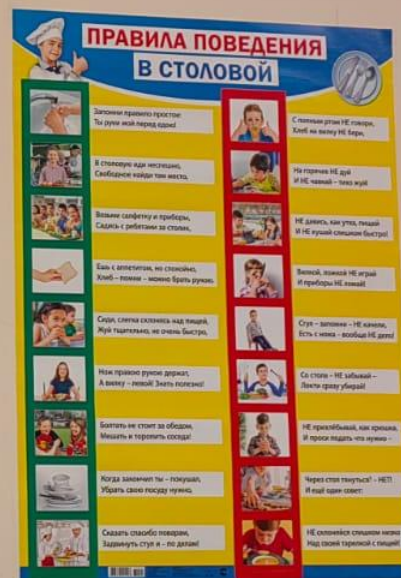 ПРАВИЛА ПОВЕДЕНИЯ
В СТОЛОВОЙ
Запомни правило простое:
Ты руки мой перед едою!
В столовую иди неспешно,
Свободное найди там место.
Возьми салфетку и приборы,
Садись с ребятами за столик.
Ешь с аппетитом, но спокойно,
Хлеб – помни – можно брать рукою.
Сиди, слегка склонясь над пищей,
Жуй тщательно, не очень быстро,
Нож правою рукою держат,
А вилку – левой! Знать полезно!
Болтать не стоит за обедом,
Мешать и торопить соседа!
Когда закончил ты – покушал,
Убрать свою посуду нужно.
Сказать спасибо поварам,
Задвинуть стул и – по делам!
С полным ртом НЕ говори,
Хлеб на вилку НЕ бери.
На горячее НЕ дуй
И НЕ чавкай – тихо жуй!
НЕ давись, как утка, пищей
И НЕ кушай слишком быстро!
Вилкой, ложкой НЕ играй
И приборы НЕ ломай!
Стул – запомни – НЕ качели,
Есть с ножа – вообще НЕ дело!
Со стола – НЕ забывай –
Локти сразу убирай!
НЕ прихлёбывай, как хрюшка,
И проси подать что нужно –
Через стол тянуться? – НЕТ!
И ещё один совет:
НЕ склоняйся слишком низко
Над своей тарелкой с пищей!